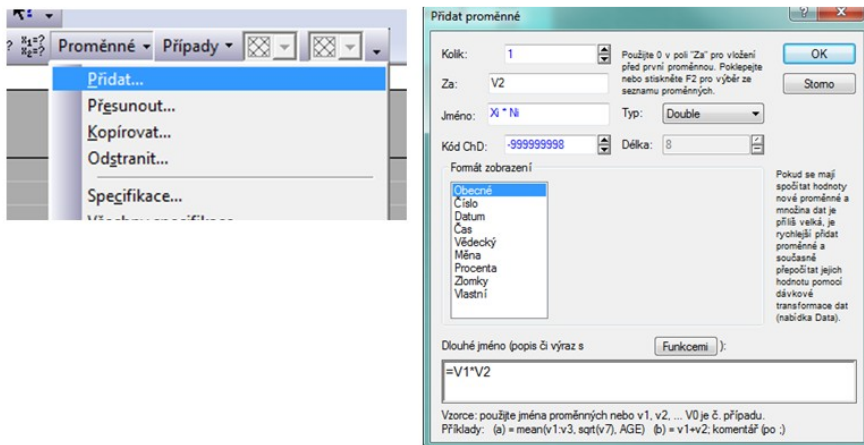 ? x1=? x2=? Proměnné Případy
Přidat...
Přesunout...
Kopírovat...
Odstranit...
Specifikace...
Všechny specifikace...
Přidat proměnné
Kolik: 1
Použijte 0 v poli "Za" pro vložení
před první proměnnou. Poklepejte
nebo stiskněte F2 pro výběr ze
seznamu proměnných.
OK
Za: V2
Storno
Jméno: Xi * Ni
Typ: Double
Kód ChD: -999999998
Délka: 8
Formát zobrazení
Obecné
Číslo
Datum
Čas
Vědecký
Měna
Procenta
Zlomky
Vlastní
Pokud se mají
spočítat hodnoty
nové proměnné a
množina dat je
příliš velká, je
rychlejší přidat
proměnné a
současně
přepočítat jejich
hodnotu pomocí
dávkové
transformace dat
(nabídka Data).
Dlouhé jméno (popis či výraz s Funkcemi ):
=V1*V2
Vzorce: použijte jména proměnných nebo v1, v2, ... V0 je č. případu.
Příklady: (a) = mean(v1:v3, sqrt(v7), AGE) (b) = v1+v2; komentář (po ;)